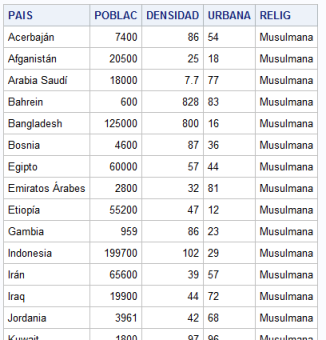 PAIS POBLAC DENSIDAD URBANA RELIG
Acerbaján 7400 86 54 Musulmana
Afganistán 20500 25 18 Musulmana
Arabia Saudí 18000 7.7 77 Musulmana
Bahrein 600 828 83 Musulmana
Bangladesh 125000 800 16 Musulmana
Bosnia 4600 87 36 Musulmana
Egipto 60000 57 44 Musulmana
Emiratos Árabes 2800 32 81 Musulmana
Etiopía 55200 47 12 Musulmana
Gambia 959 86 23 Musulmana
Indonesia 199700 102 29 Musulmana
Irán 65600 39 57 Musulmana
Iraq 19900 44 72 Musulmana
Jordania 3961 42 68 Musulmana
Kuwait 1800 97 96 Musulmana